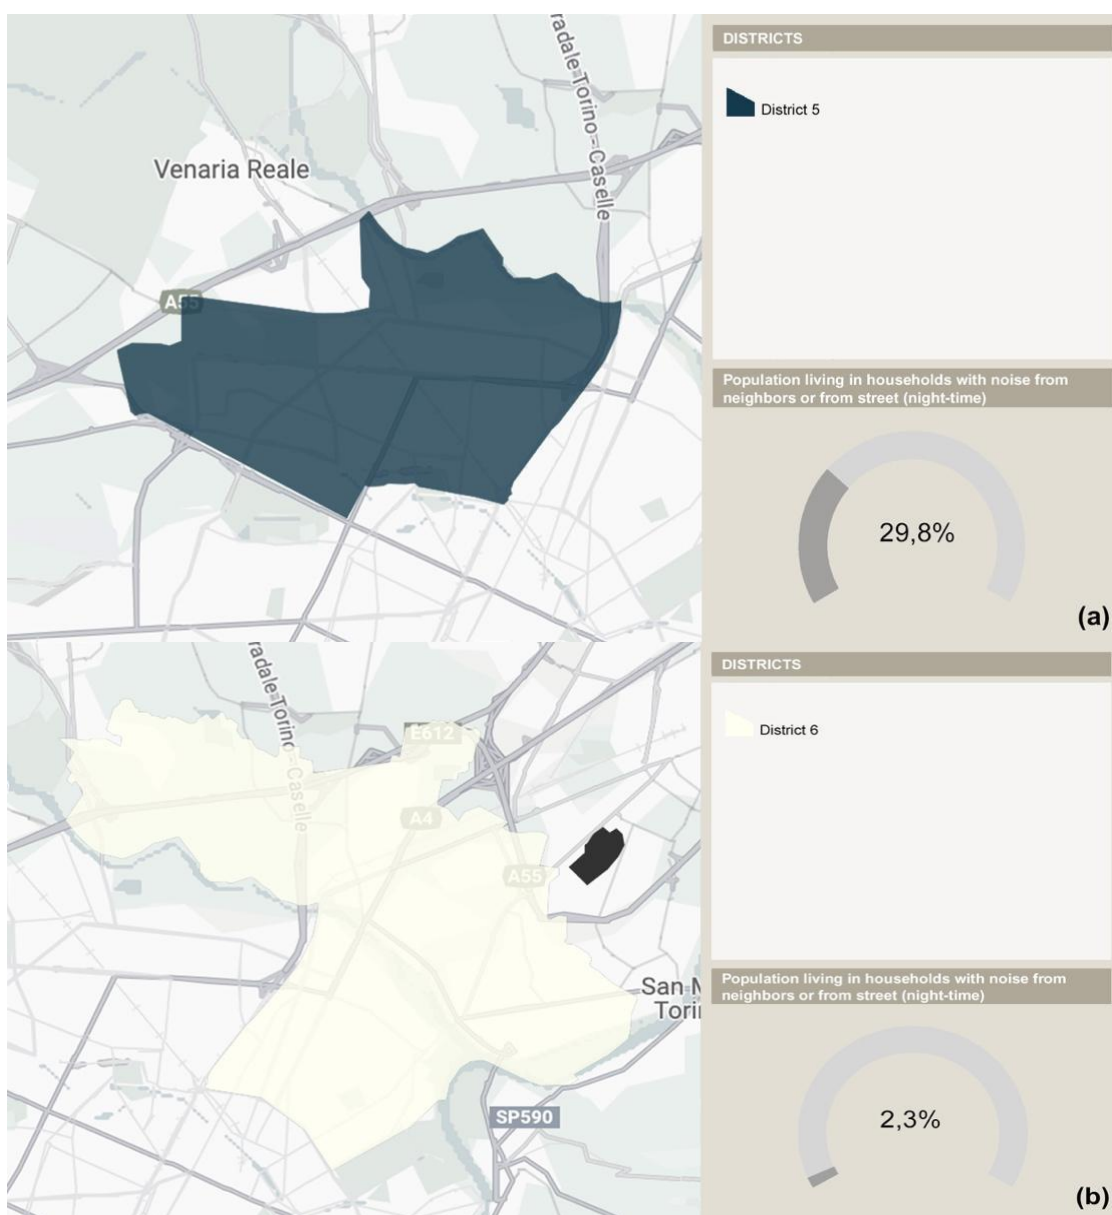 radale Torino - Caselle
Venaria Reale
A55
DISTRICTS
District 5
Population living in households with noise from
neighbors or from street (night-time)
29,8%
(a)
radale Torino - Caselle
E612
A4
A55
San M
Tori
SP590
DISTRICTS
District 6
Population living in households with noise from
neighbors or from street (night-time)
2,3%
(b)